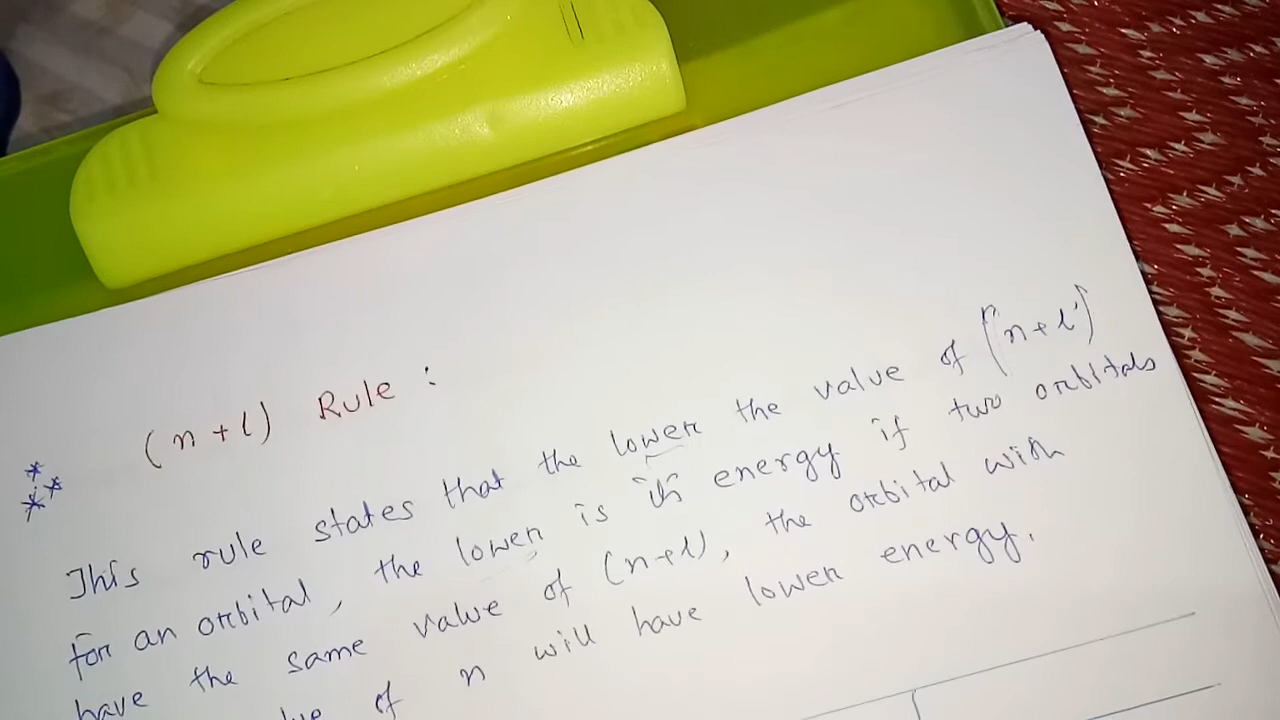 (n+l) Rule :
This rule states that the lower the value of (n+l)
for an orbital, the lower is its energy if two orbitals
have the same value of (n+l), the orbital with
of n will have lower energy.